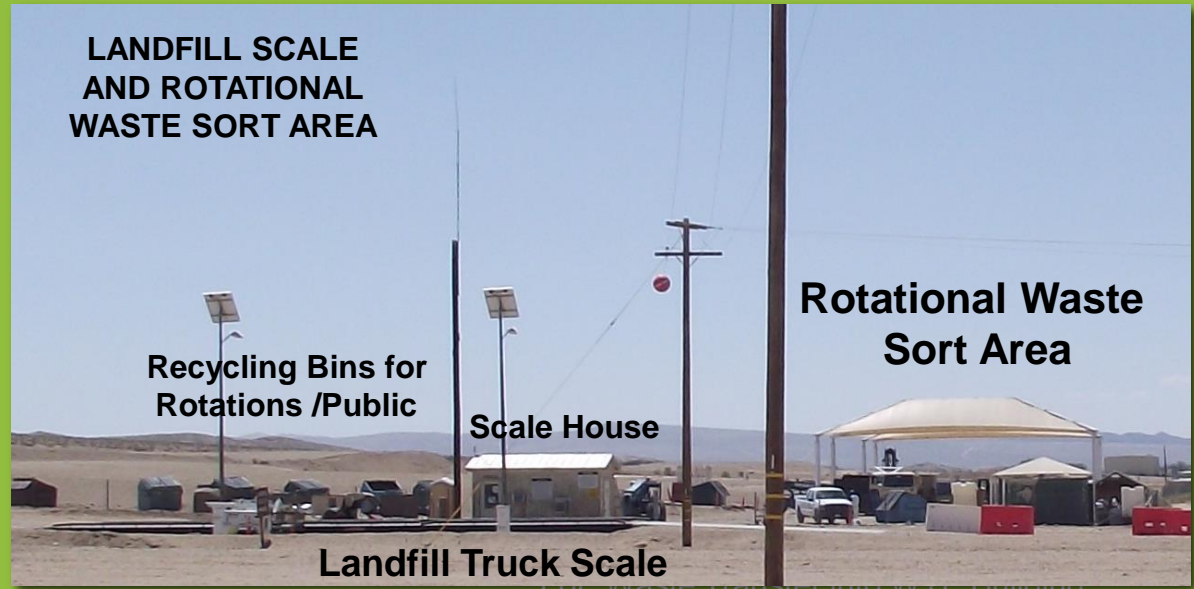 LANDFILL SCALE
AND ROTATIONAL
WASTE SORT AREA
Rotational Waste
Sort Area
Recycling Bins for
Rotations /Public
Scale House
Landfill Truck Scale